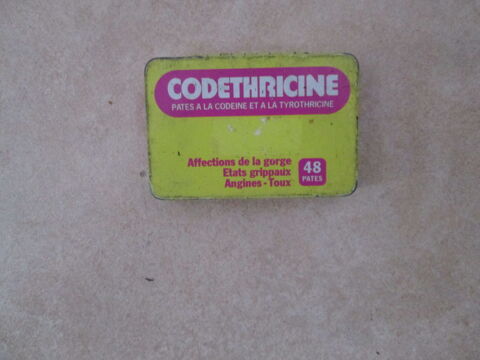 CODETHRICINE
PATES A LA CODEINE ET A LA TYROTHRICINE
Affections de la gorge
Etats grippaux
Angines - Toux
48
PATES